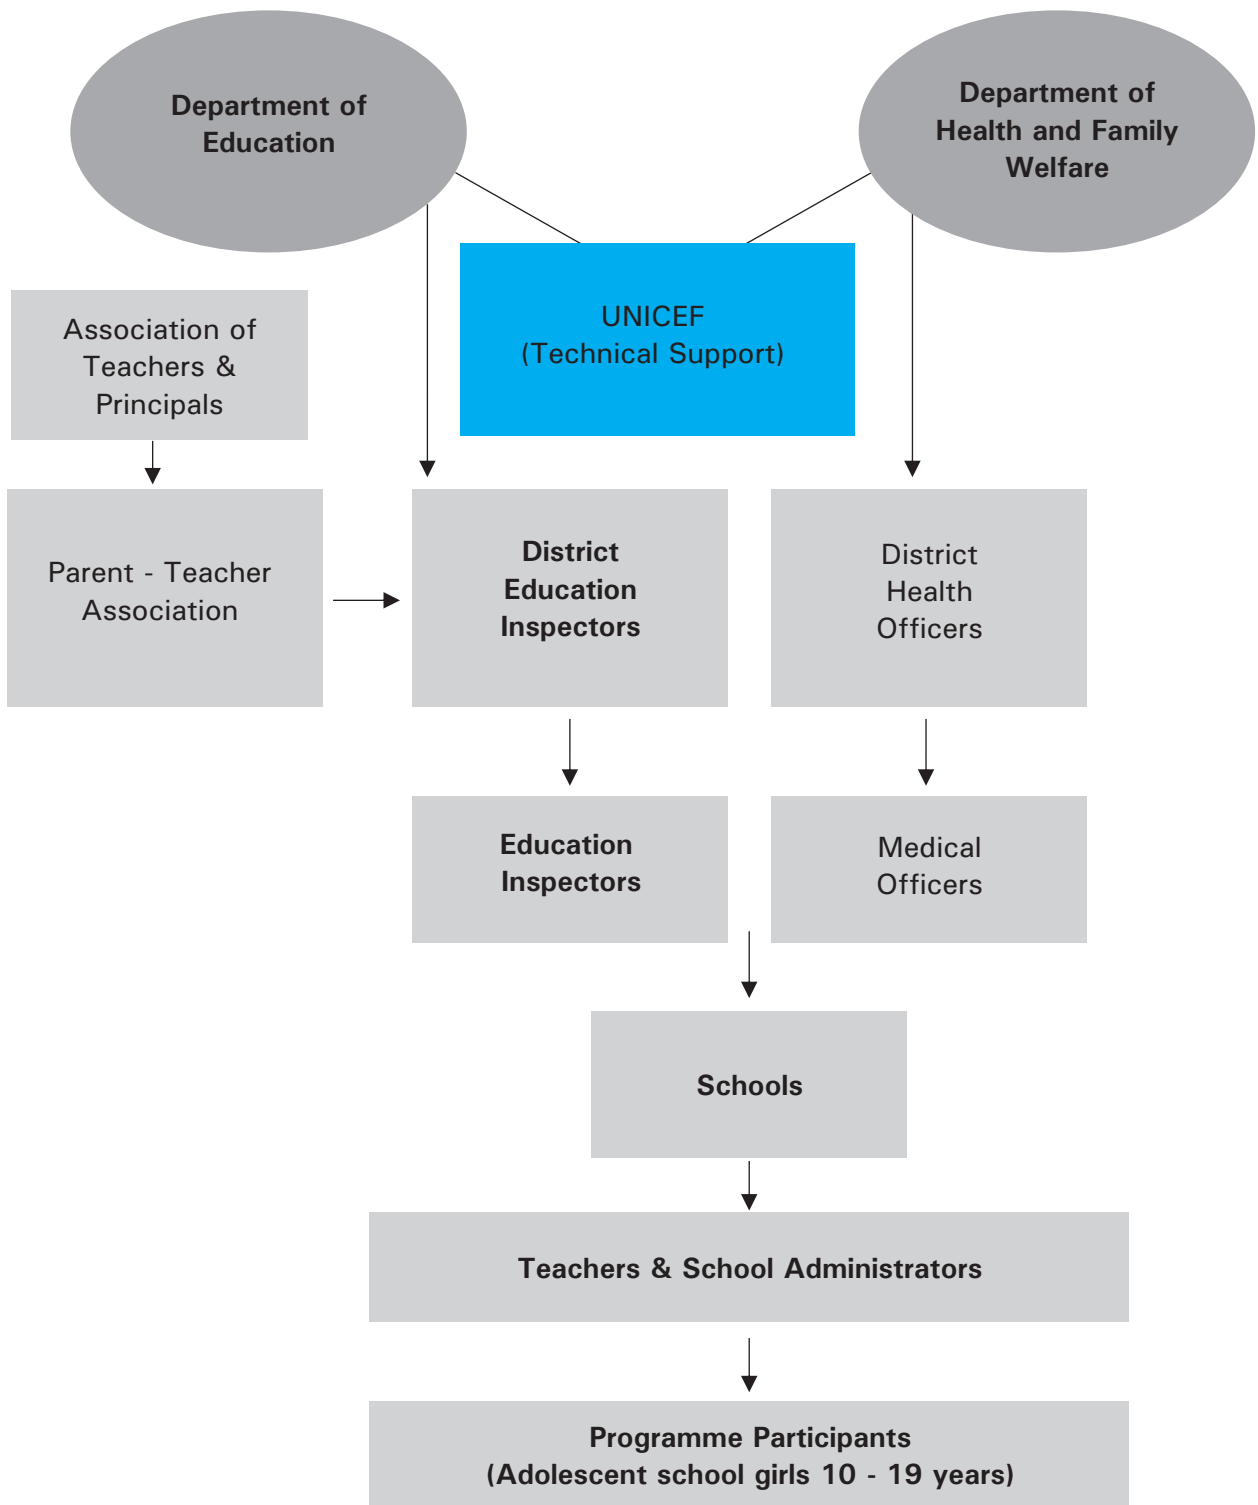 Department of
Education
Department of
Health and Family
Welfare
UNICEF
(Technical Support)
Association of
Teachers &
Principals
Parent - Teacher
Association
District
Education
Inspectors
District
Health
Officers
Education
Inspectors
Medical
Officers
Schools
Teachers & School Administrators
Programme Participants
(Adolescent school girls 10 - 19 years)